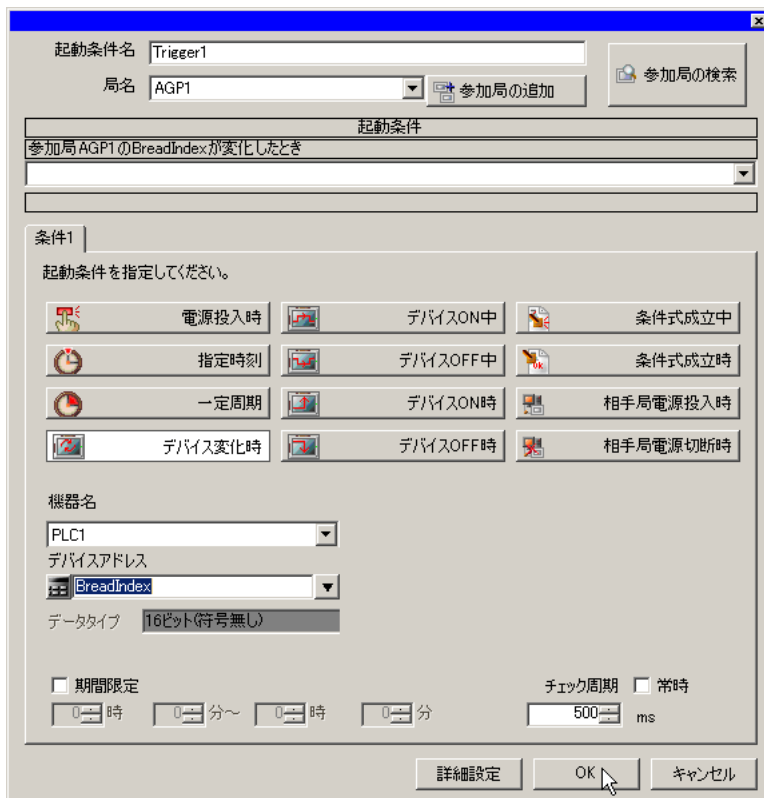 起動条件名 Trigger1
局名 AGP1 参加局の追加 参加局の検索
起動条件
参加局AGP1のBreadIndexが変化したとき
条件1
起動条件を指定してください。
電源投入時 デバイスON中 条件式成立中
指定時刻 デバイスOFF中 条件式成立時
一定周期 デバイスON時 相手局電源投入時
デバイス変化時 デバイスOFF時 相手局電源切断時
機器名
PLC1
デバイスアドレス
BreadIndex
データタイプ 16ビット(符号無し)
期間限定 チェック周期 常時
0 時 0 分~ 0 時 0 分 500 ms
詳細設定 OK キャンセル